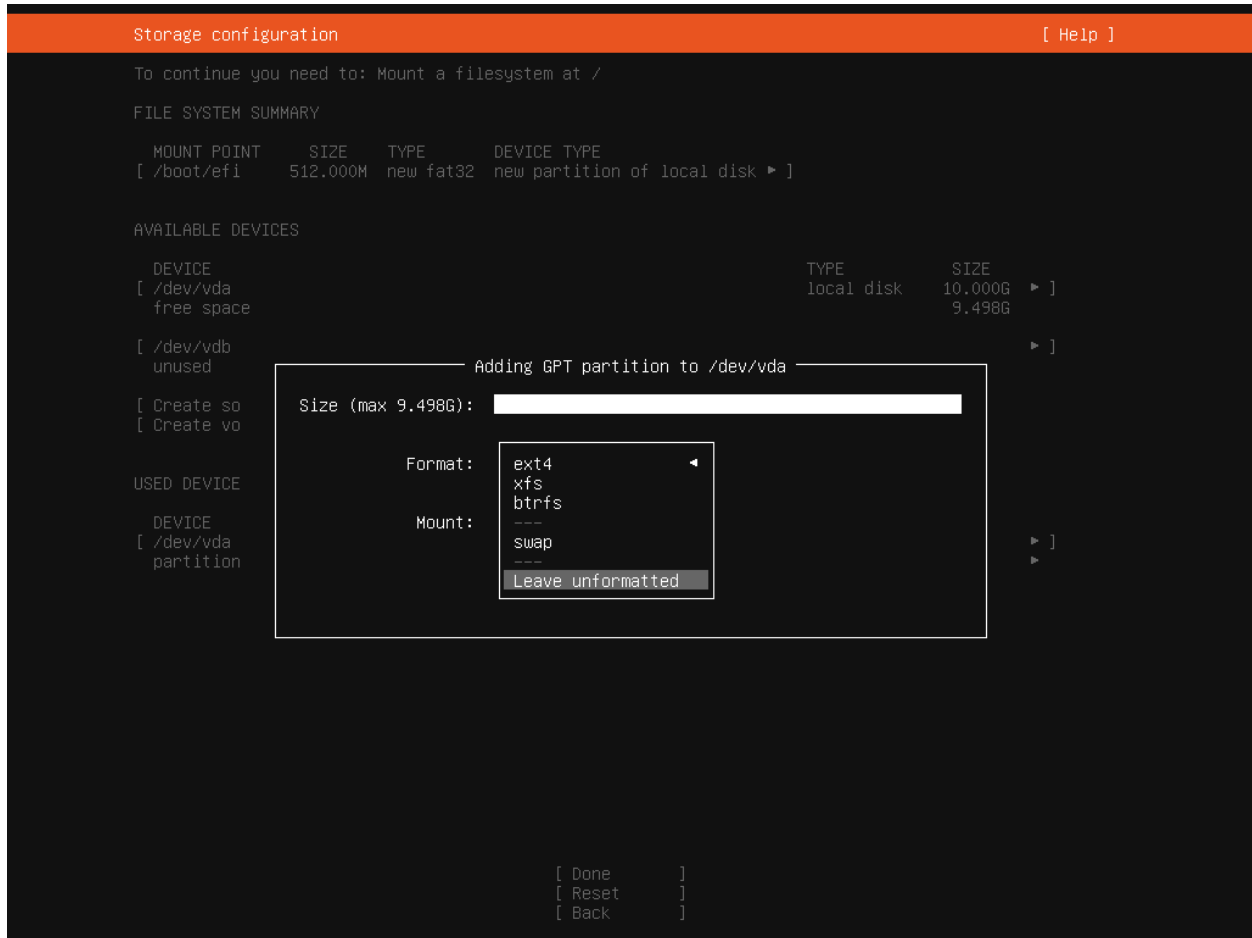 Storage configuration [ Help ]
To continue you need to: Mount a filesystem at /
FILE SYSTEM SUMMARY
MOUNT POINT SIZE TYPE DEVICE TYPE
[ /boot/efi 512.000M new fat32 new partition of local disk ▸ ]
AVAILABLE DEVICES
DEVICE TYPE SIZE
[ /dev/vda local disk 10.000G ▸ ]
free space 9.498G
[ /dev/vdb ▸ ]
unused
Adding GPT partition to /dev/vda
[ Create so
[ Create vo
Size (max 9.498G):
Format:
ext4 ◂
xfs
btrfs
---
swap
---
Leave unformatted
Mount:
USED DEVICE
DEVICE
[ /dev/vda ▸ ]
partition ▸
[ Done ]
[ Reset ]
[ Back ]